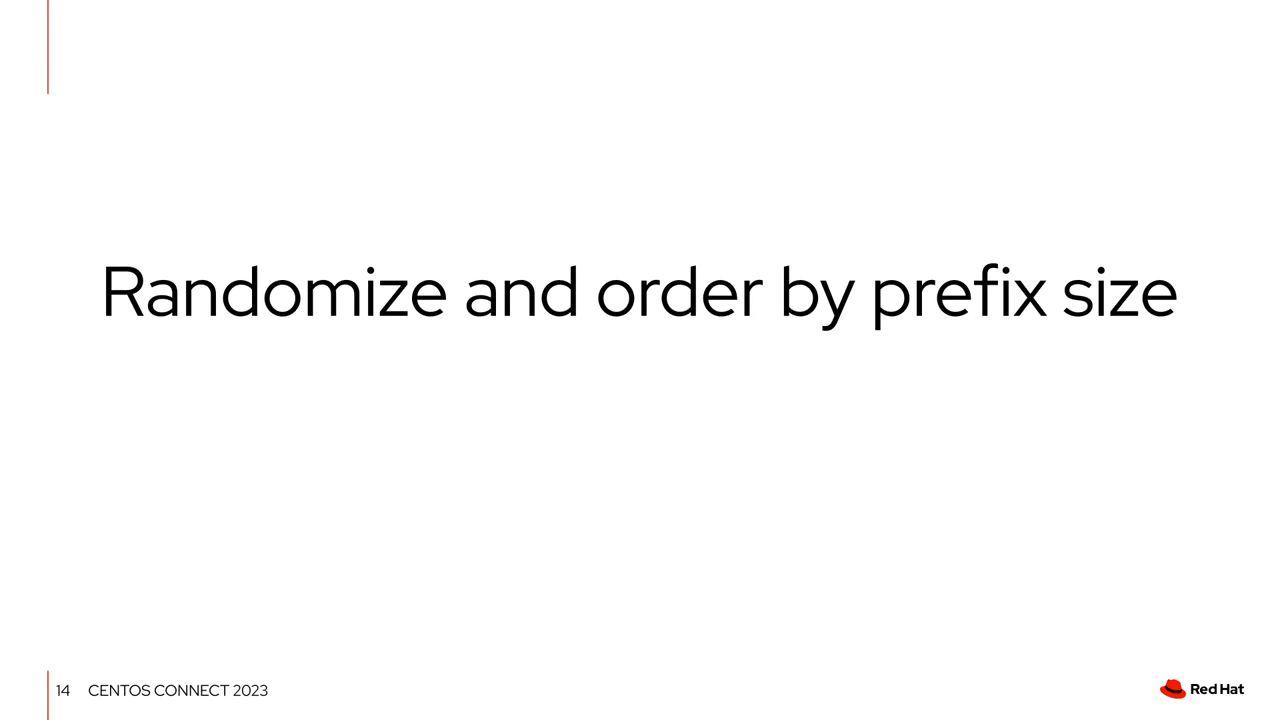 Randomize and order by prefix size
14 CENTOS CONNECT 2023
Red Hat